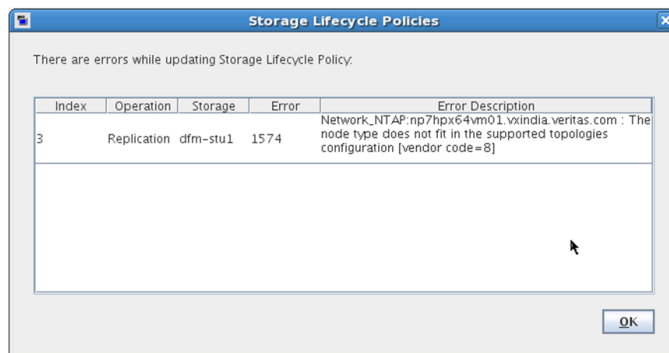 Storage Lifecycle Policies
There are errors while updating Storage Lifecycle Policy:
Index Operation Storage Error Error Description
3 Replication dfm-stu1 1574 Network_NTAP:np7hpx64vm01.vxindia.veritas.com : The
node type does not fit in the supported topologies
configuration [vendor code=8]
OK